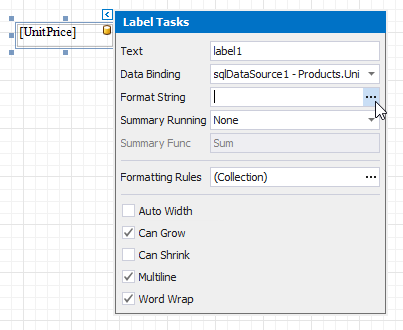 [UnitPrice]
Label Tasks
Text label1
Data Binding sqlDataSource1 - Products.Uni
Format String
Summary Running None
Summary Func Sum
Formatting Rules (Collection)
Auto Width
Can Grow
Can Shrink
Multiline
Word Wrap